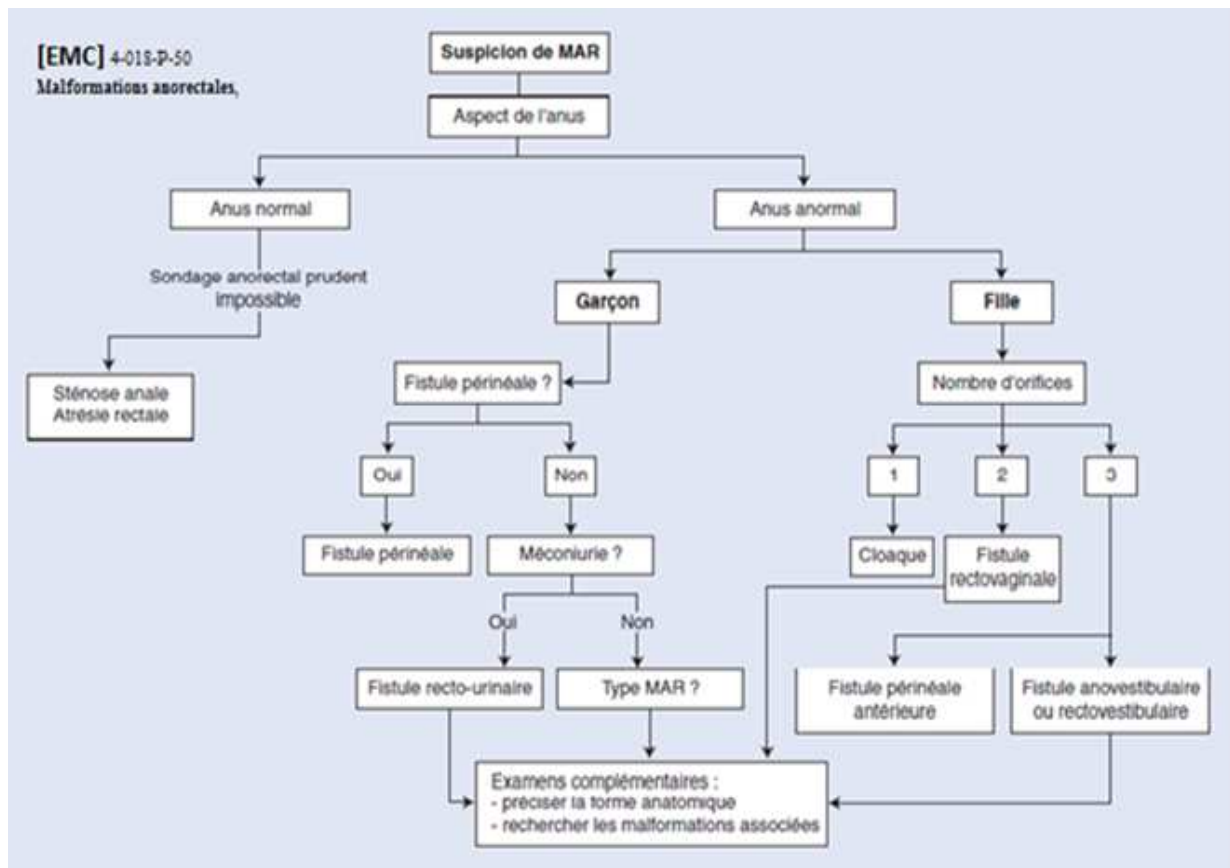 [EMC] 4-018-P-50
Malformations anorectales,
Suspicion de MAR
Aspect de l'anus
Anus normal
Anus anormal
Sondage anorectal prudent
impossible
Garçon
Fille
Sténose anale
Atrésie rectale
Fistule périnéale ?
Nombre d'orifices
Oui
Non
1
2
3
Fistule périnéale
Méconiurie ?
Cloaque
Fistule
rectovaginale
Oui
Non
Fistule recto-urinaire
Type MAR ?
Fistule périnéale
antérieure
Fistule anovestibulaire
ou rectovestibulaire
Examens complémentaires :
- préciser la forme anatomique
- rechercher les malformations associées